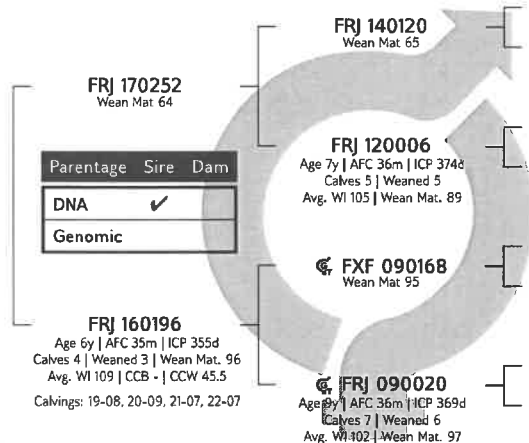 FRJ 140120
Wean Mat 65
FRJ 170252
Wean Mat 64
FRJ 120006
Age 7y | AFC 36m | ICP 374d
Calves 5 | Weaned 5
Avg. WI 105 | Wean Mat. 89
Parentage Sire Dam
DNA ✔
Genomic
FXF 090168
Wean Mat 95
FRJ 160196
Age 6y | AFC 35m | ICP 355d
Calves 4 | Weaned 3 | Wean Mat. 96
Avg. WI 109 | CCB - | CCW 45.5
Calvings: 19-08, 20-09, 21-07, 22-07
FRJ 090020
Age 9y | AFC 36m | ICP 369d
Calves 7 | Weaned 6
Avg. WI 102 | Wean Mat. 97